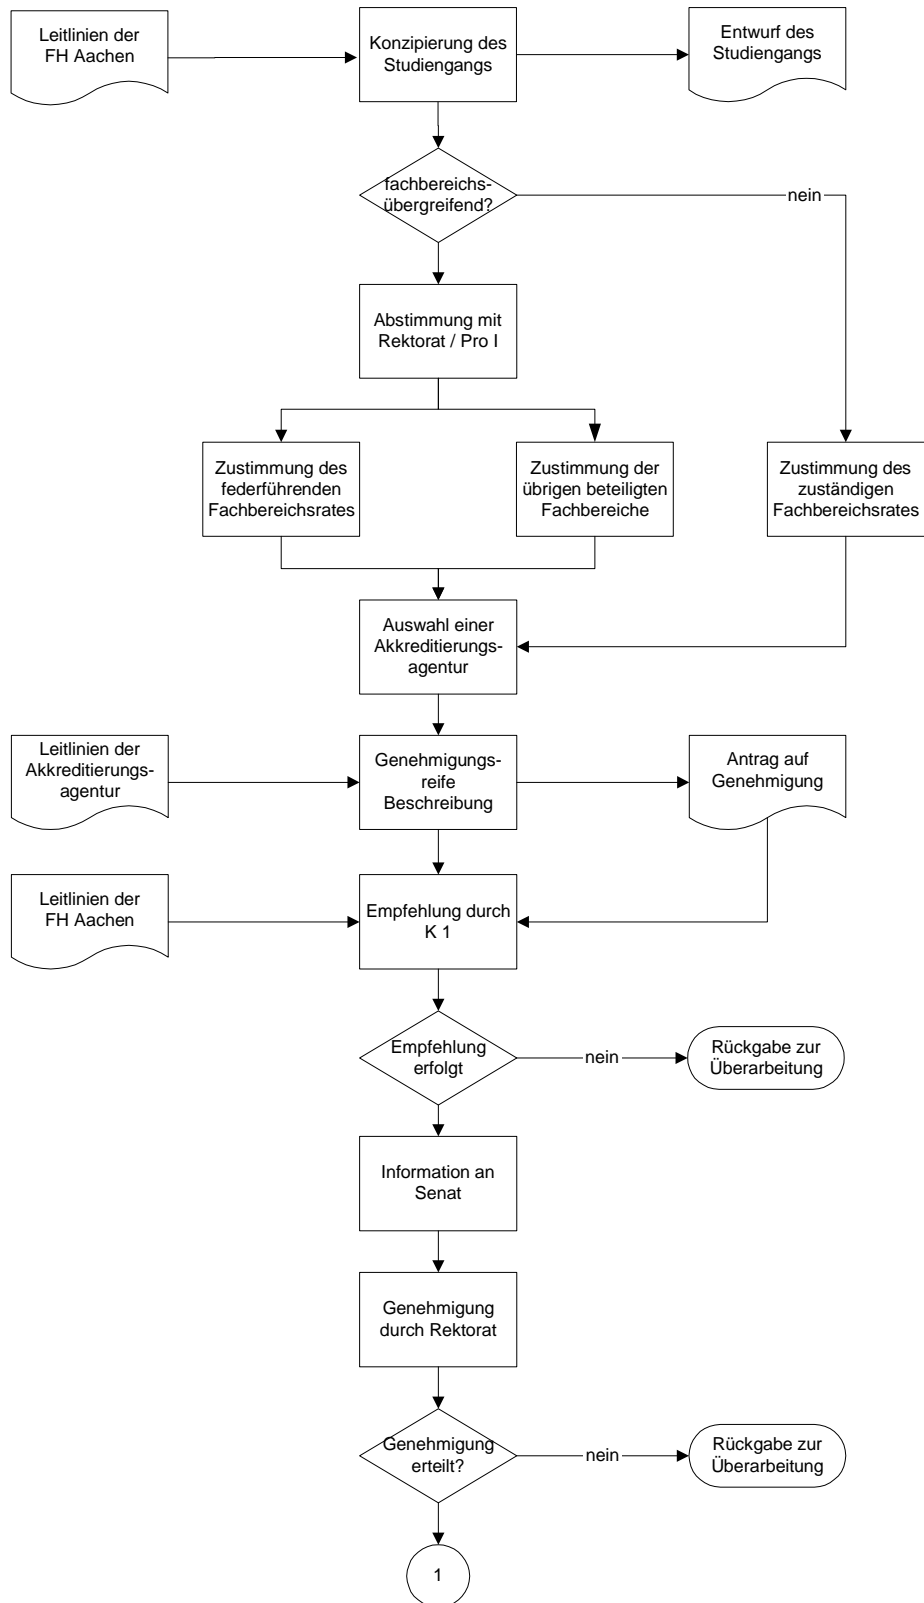 Leitlinien der
FH Aachen
Konzipierung des
Studiengangs
Entwurf des
Studiengangs
fachbereichs-
übergreifend?
nein
Abstimmung mit
Rektorat / Pro I
Zustimmung des
federführenden
Fachbereichsrates
Zustimmung der
übrigen beteiligten
Fachbereiche
Zustimmung des
zuständigen
Fachbereichsrates
Auswahl einer
Akkreditierungs-
agentur
Leitlinien der
Akkreditierungs-
agentur
Genehmigungs-
reife
Beschreibung
Antrag auf
Genehmigung
Leitlinien der
FH Aachen
Empfehlung durch
K 1
Empfehlung
erfolgt
nein
Rückgabe zur
Überarbeitung
Information an
Senat
Genehmigung
durch Rektorat
Genehmigung
erteilt?
nein
Rückgabe zur
Überarbeitung
1